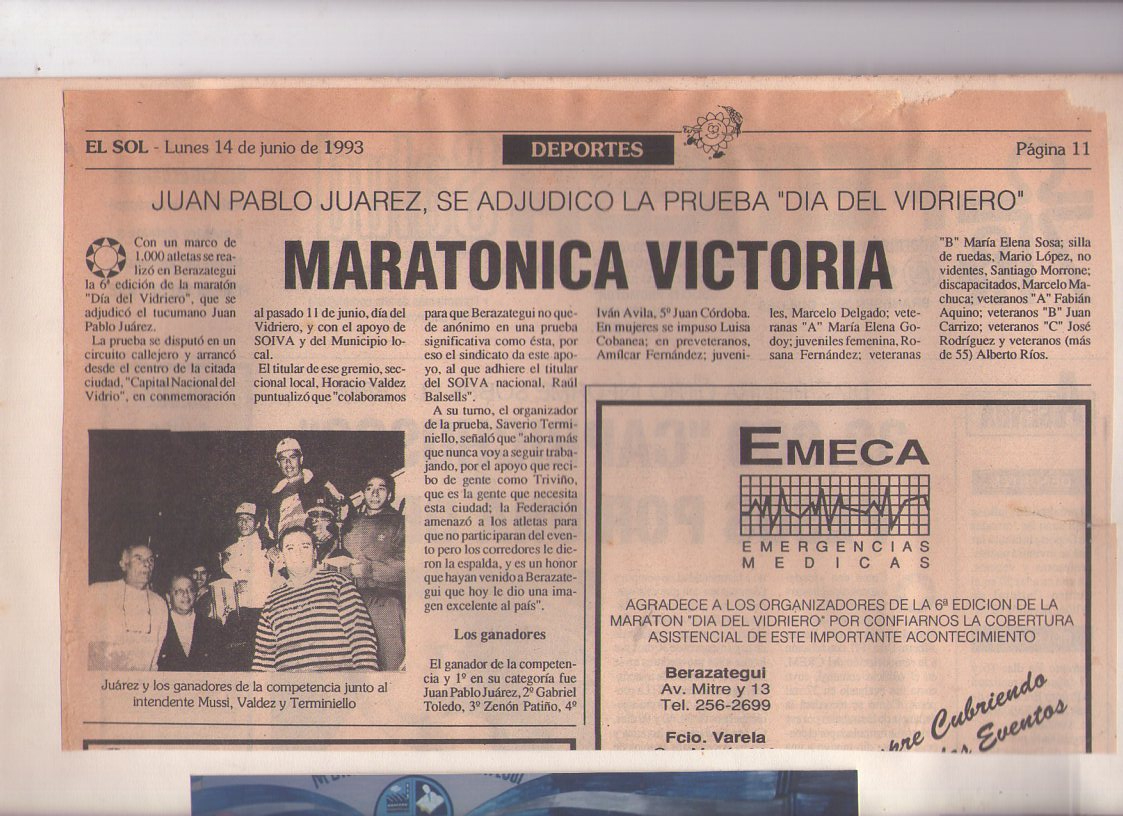 EL SOL - Lunes 14 de junio de 1993
DEPORTES
Página 11
JUAN PABLO JUAREZ, SE ADJUDICO LA PRUEBA "DIA DEL VIDRIERO"
MARATONICA VICTORIA
Con un marco de
1.000 atletas se rea-
lizó en Berazategui
la 6ª edición de la maratón
"Día del Vidriero", que se
adjudicó el tucumano Juan
Pablo Juárez.
La prueba se disputó en un
circuito callejero y arrancó
desde el centro de la citada
ciudad, "Capital Nacional del
Vidrio", en conmemoración
al pasado 11 de junio, día del
Vidriero, y con el apoyo de
SOIVA y del Municipio lo-
cal.
El titular de ese gremio, sec-
cional local, Horacio Valdez
puntualizó que "colaboramos
para que Berazategui no que-
de anónimo en una prueba
significativa como ésta, por
eso el sindicato da este apo-
yo, al que adhiere el titular
del SOIVA nacional, Raúl
Balsells".
A su turno, el organizador
de la prueba, Saverio Termi-
niello, señaló que "ahora más
que nunca voy a seguir traba-
jando, por el apoyo que reci-
bo de gente como Triviño,
que es la gente que necesita
esta ciudad; la Federación
amenazó a los atletas para
que no participaran del even-
to pero los corredores le die-
ron la espalda, y es un honor
que hayan venido a Berazate-
gui que hoy le dio una ima-
gen excelente al país".
Los ganadores
El ganador de la competen-
cia y 1º en su categoría fue
Juan Pablo Juárez, 2º Gabriel
Toledo, 3º Zenón Patiño, 4º
Iván Avila, 5º Juan Córdoba.
En mujeres se impuso Luisa
Cobanea; en preveteranos,
Amílcar Fernández; juveni-
les, Marcelo Delgado; vete-
ranas "A" María Elena Go-
doy; juveniles femenina, Ro-
sana Fernández; veteranas
"B" María Elena Sosa; silla
de ruedas, Mario López, no
videntes, Santiago Morrone;
discapacitados, Marcelo Ma-
chuca; veteranos "A" Fabián
Aquino; veteranos "B" Juan
Carrizo; veteranos "C" José
Rodríguez y veteranos (más
de 55) Alberto Ríos.
Juárez y los ganadores de la competencia junto al
intendente Mussi, Valdez y Terminiello
EMECA
EMERGENCIAS
MEDICAS
AGRADECE A LOS ORGANIZADORES DE LA 6ª EDICION DE LA
MARATON "DIA DEL VIDRIERO" POR CONFIARNOS LA COBERTURA
ASISTENCIAL DE ESTE IMPORTANTE ACONTECIMIENTO
Berazategui
Av. Mitre y 13
Tel. 256-2699
Fcio. Varela
pre Cubriendo
Eventos